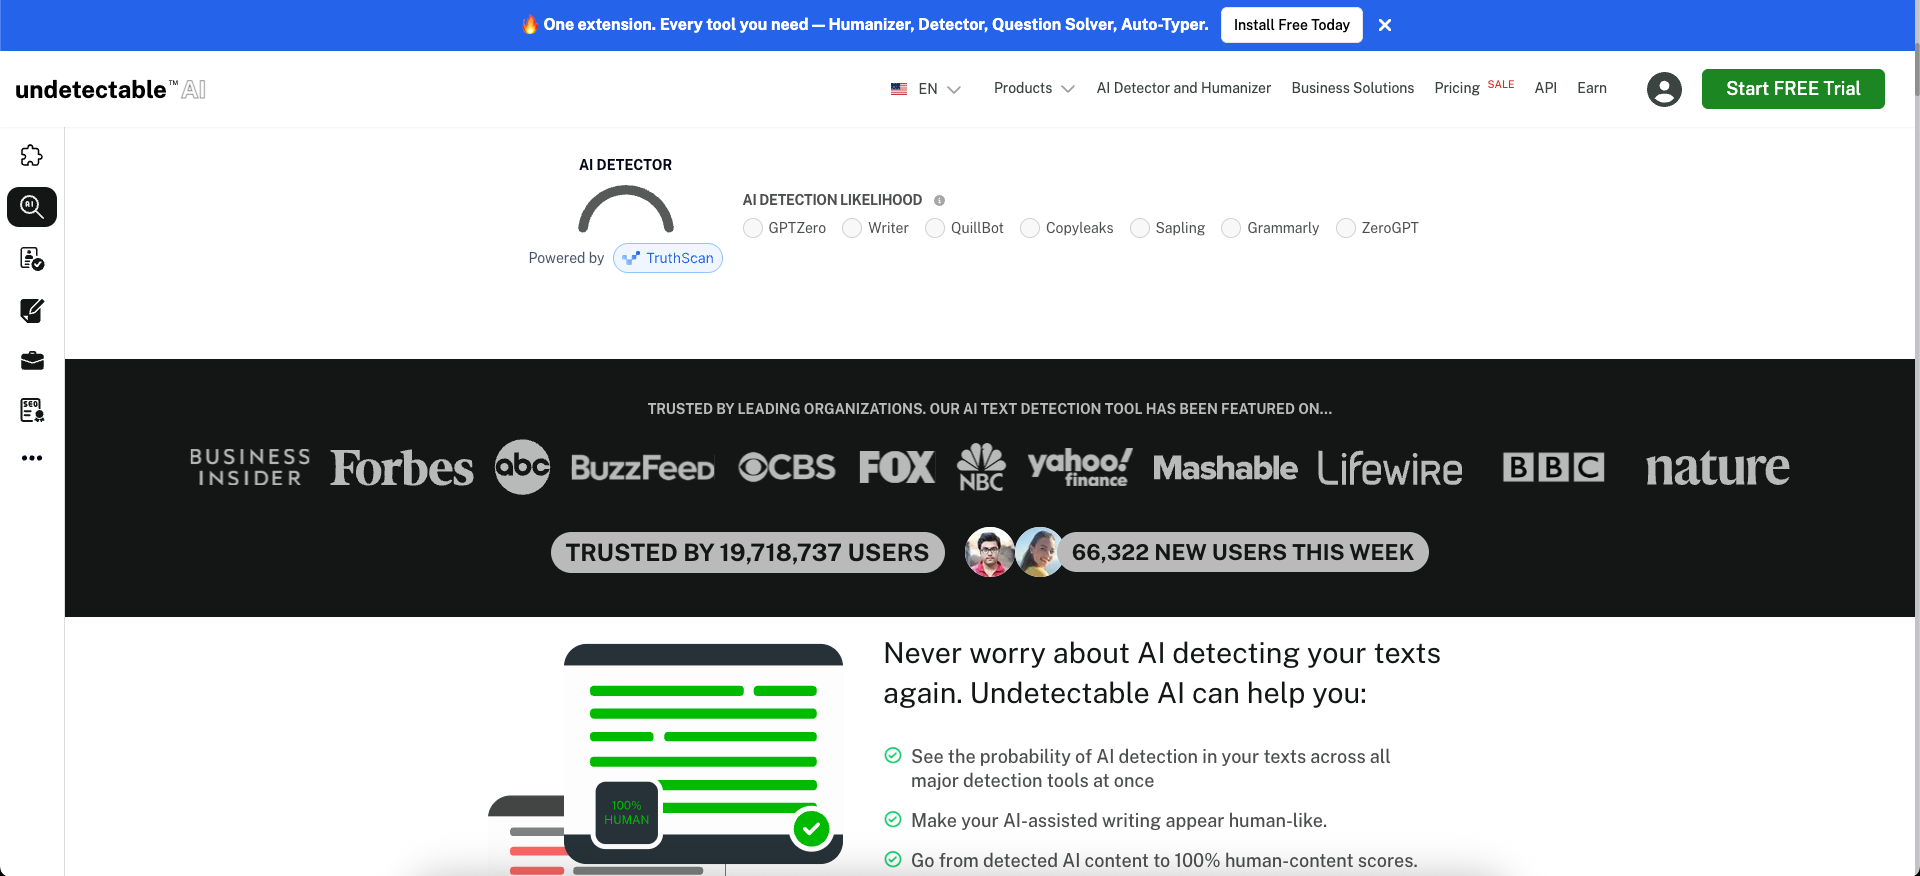 🔥 One extension. Every tool you need — Humanizer, Detector, Question Solver, Auto-Typer. Install Free Today
undetectable™ AI
EN
Products
AI Detector and Humanizer
Business Solutions
Pricing SALE
API
Earn
Start FREE Trial
AI DETECTOR
Powered by TruthScan
AI DETECTION LIKELIHOOD
GPTZero Writer QuillBot Copyleaks Sapling Grammarly ZeroGPT
AI
SEO
TRUSTED BY LEADING ORGANIZATIONS. OUR AI TEXT DETECTION TOOL HAS BEEN FEATURED ON...
BUSINESS
INSIDER
Forbes
abc
BuzzFeed
CBS
FOX
NBC
yahoo!
finance
Mashable
Lifewire
BBC
nature
TRUSTED BY 19,718,737 USERS
66,322 NEW USERS THIS WEEK
100%
HUMAN
Never worry about AI detecting your texts
again. Undetectable AI can help you:
See the probability of AI detection in your texts across all
major detection tools at once
Make your AI-assisted writing appear human-like.
Go from detected AI content to 100% human-content scores.